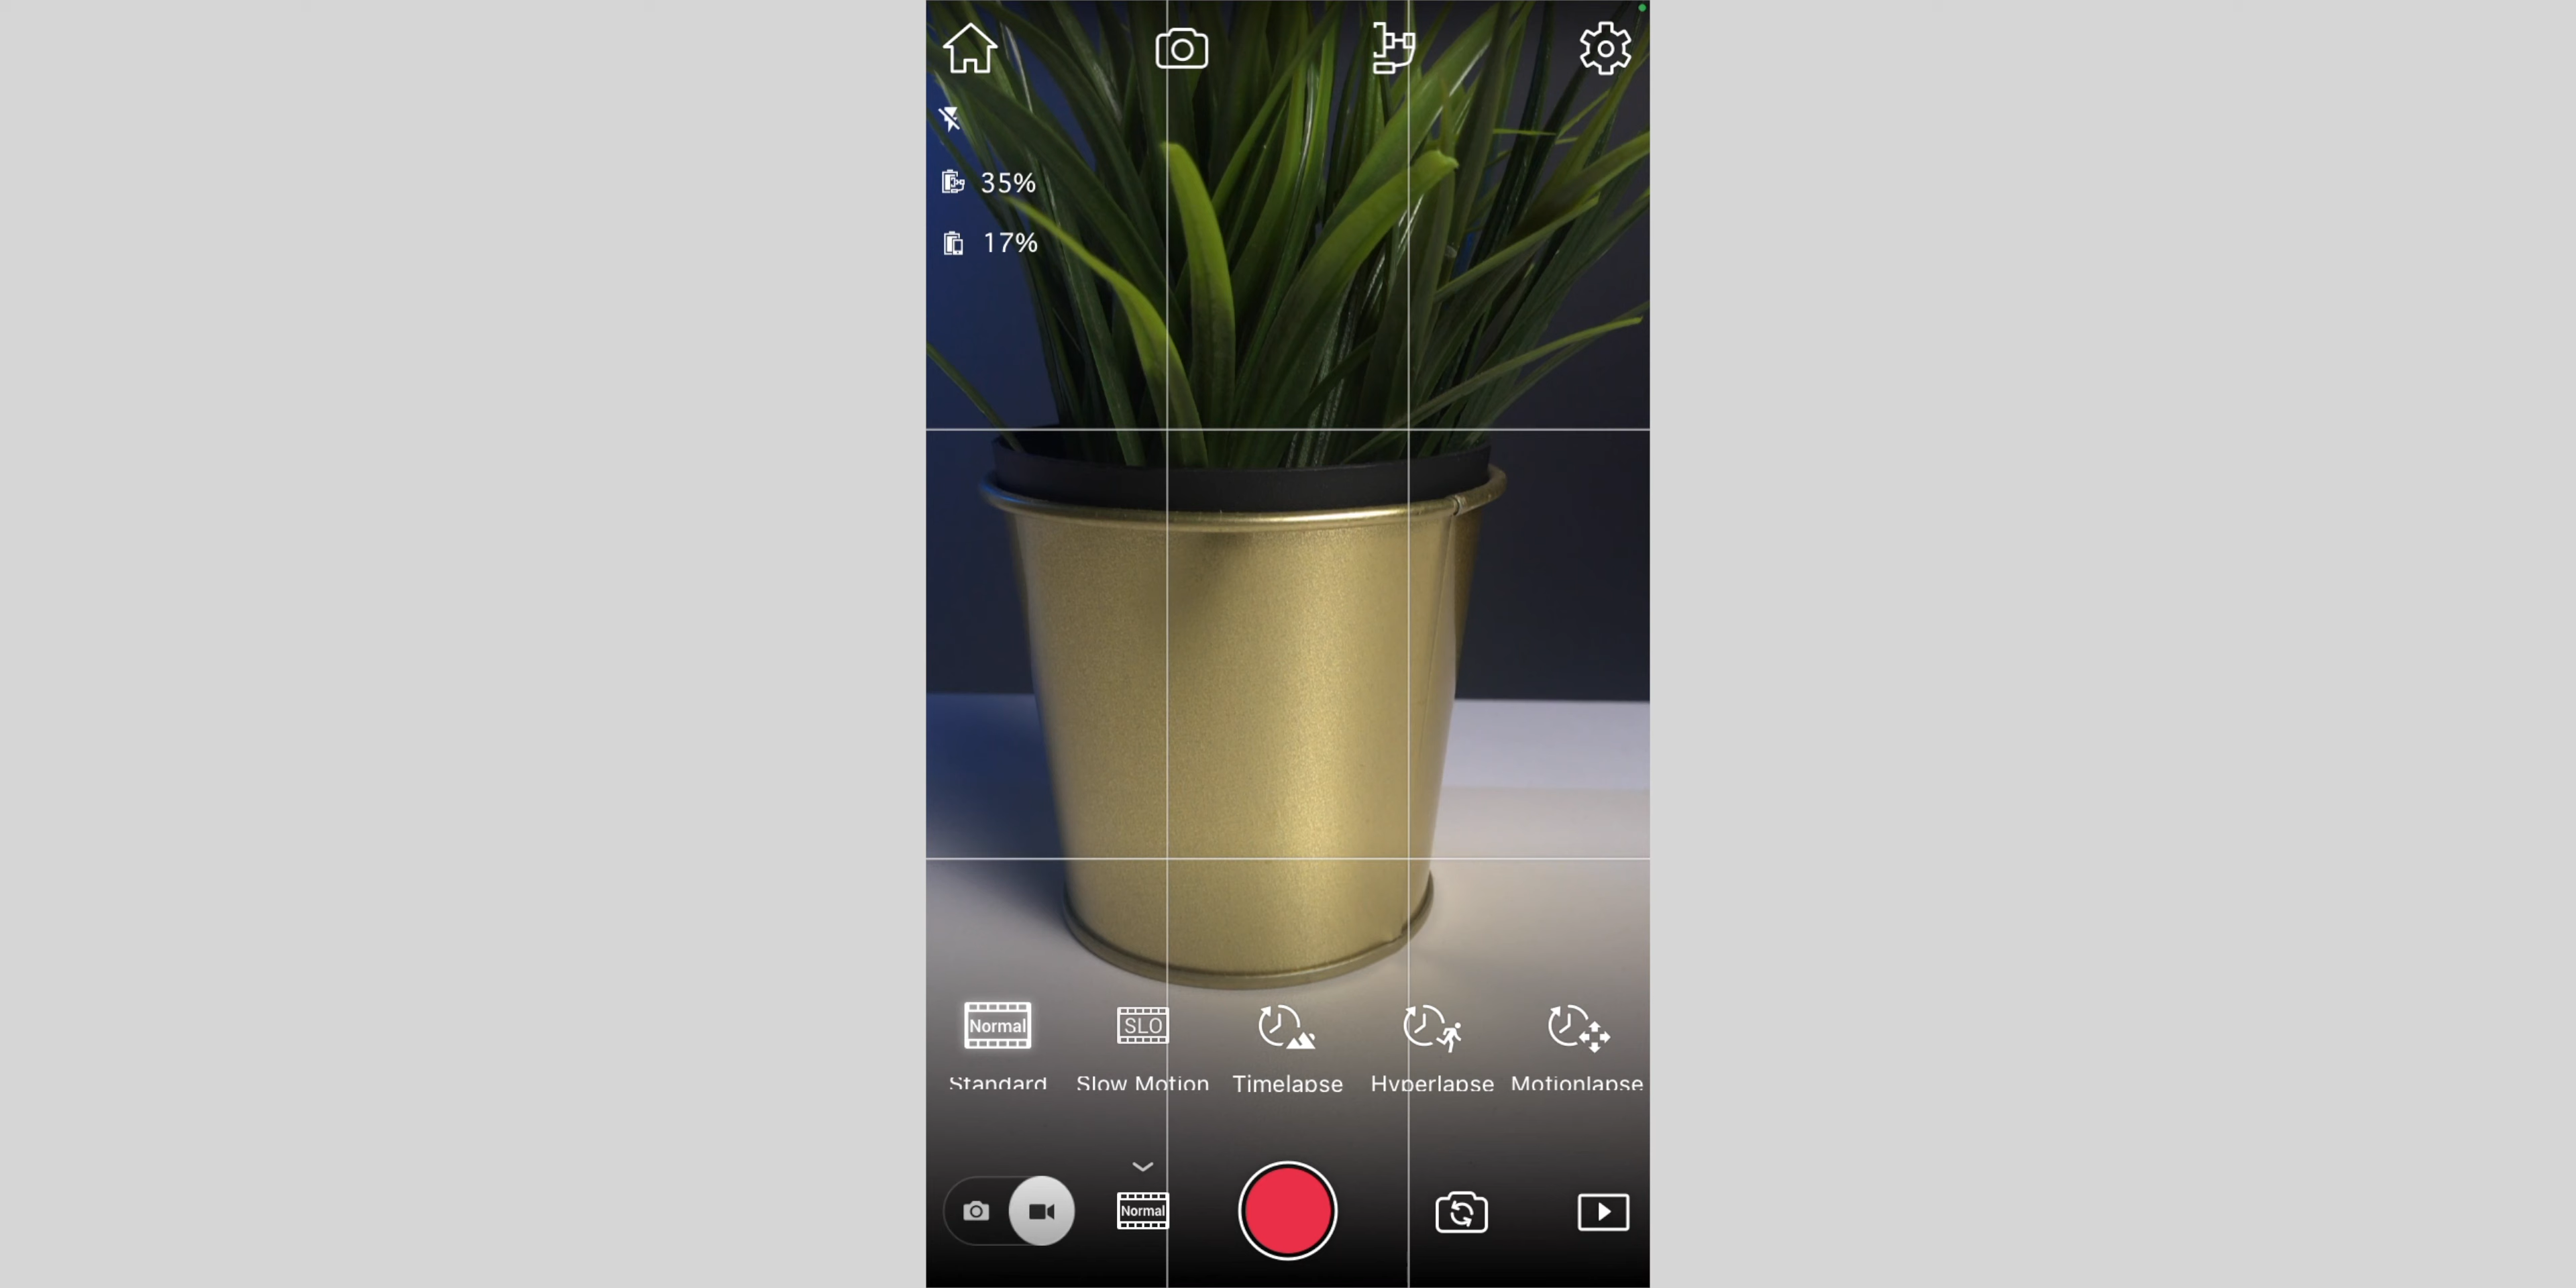 35%
17%
Normal SLO
Standard Slow Motion Timelapse Hyperlapse Motionlapse
Normal